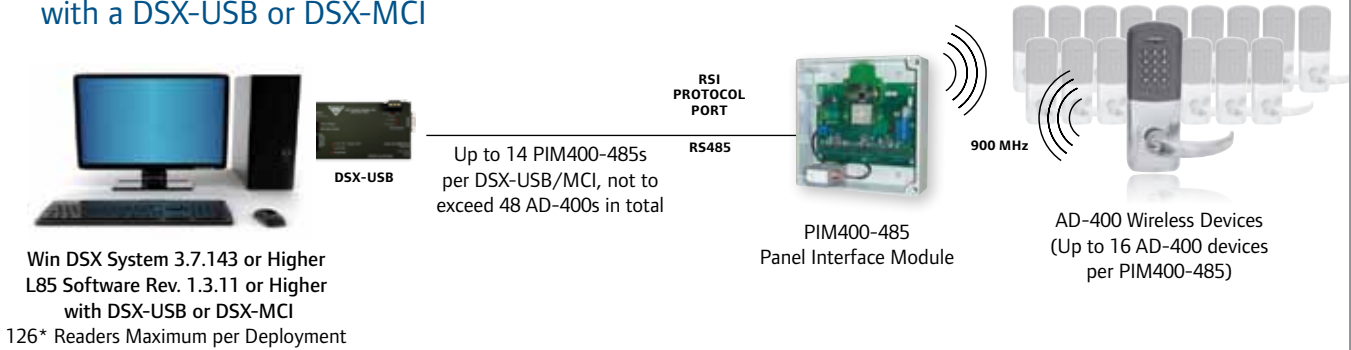 with a DSX-USB or DSX-MCI
RSI
PROTOCOL
PORT
RS485
900 MHz
DSX-USB
Up to 14 PIM400-485s
per DSX-USB/MCI, not to
exceed 48 AD-400s in total
PIM400-485
Panel Interface Module
AD-400 Wireless Devices
(Up to 16 AD-400 devices
per PIM400-485)
Win DSX System 3.7.143 or Higher
L85 Software Rev. 1.3.11 or Higher
with DSX-USB or DSX-MCI
126* Readers Maximum per Deployment